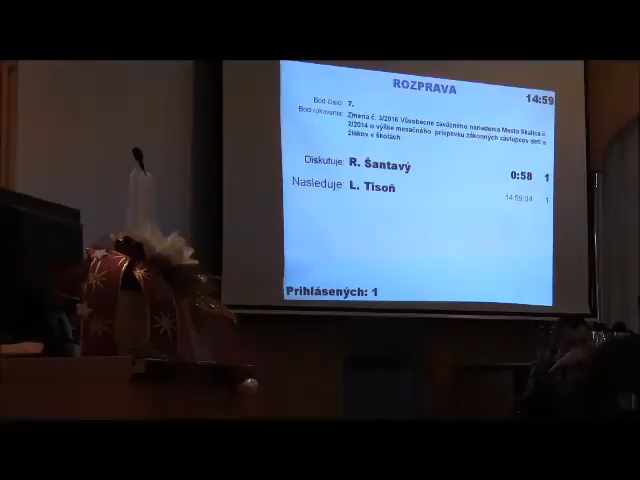 ROZPRAVA
14:59
Bod číslo: 7.
Bod rokovania: Zmena č. 3/2016 Všeobecne záväzného nariadenia Mesta Skalica č.
2/2014 o výške mesačného príspevku zákonných zástupcov detí a
žiakov v školách
Diskutuje: R. Šantavý 0:58 1
Nasleduje: L. Tisoň 14:59:04 1
Prihlásených: 1